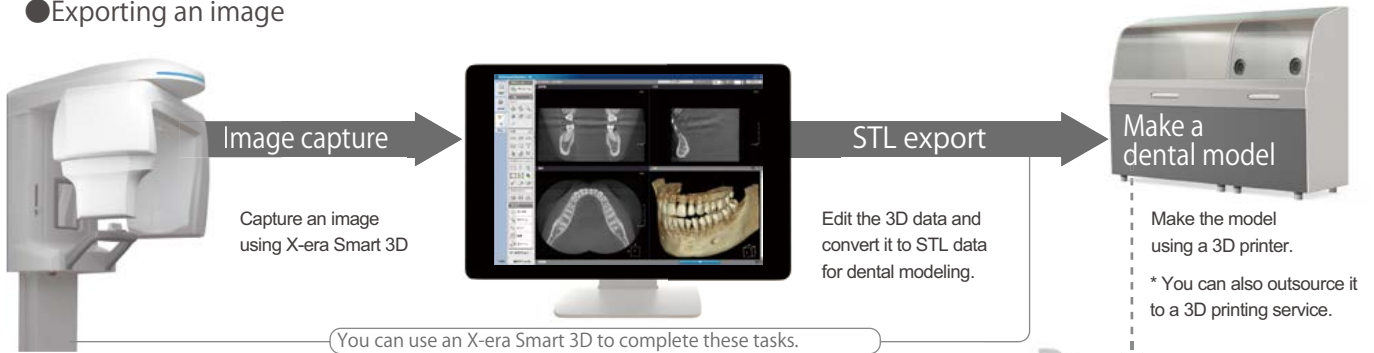 ●Exporting an image
Image capture
Capture an image
using X-era Smart 3D
STL export
Edit the 3D data and
convert it to STL data
for dental modeling.
Make a
dental model
Make the model
using a 3D printer.
* You can also outsource it
to a 3D printing service.
You can use an X-era Smart 3D to complete these tasks.